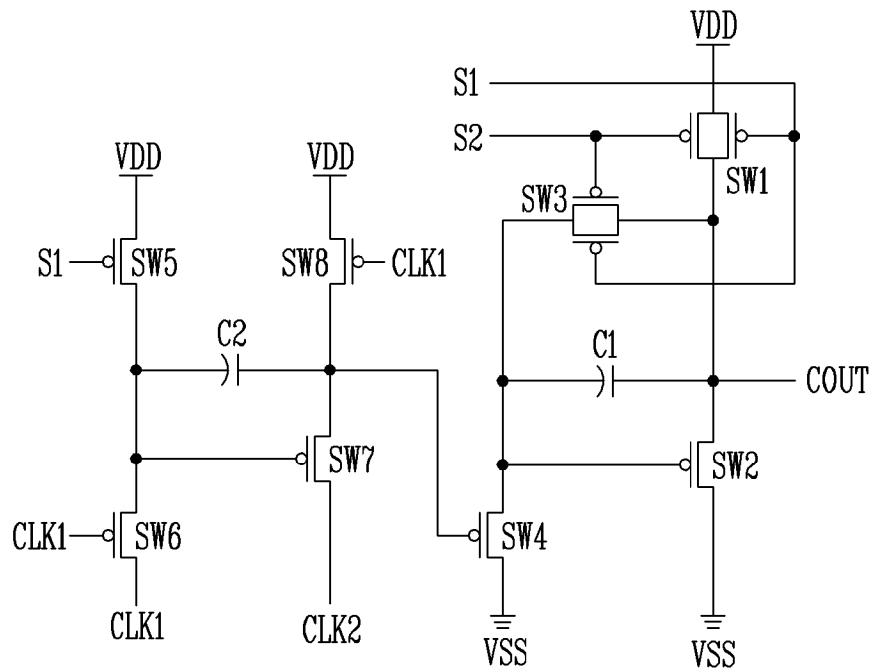 VDD
S1
S2
SW1
VDD
VDD
SW3
S1
SW5
SW8
CLK1
C2
C1
COUT
SW7
SW2
CLK1
SW6
SW4
CLK1
CLK2
VSS
VSS